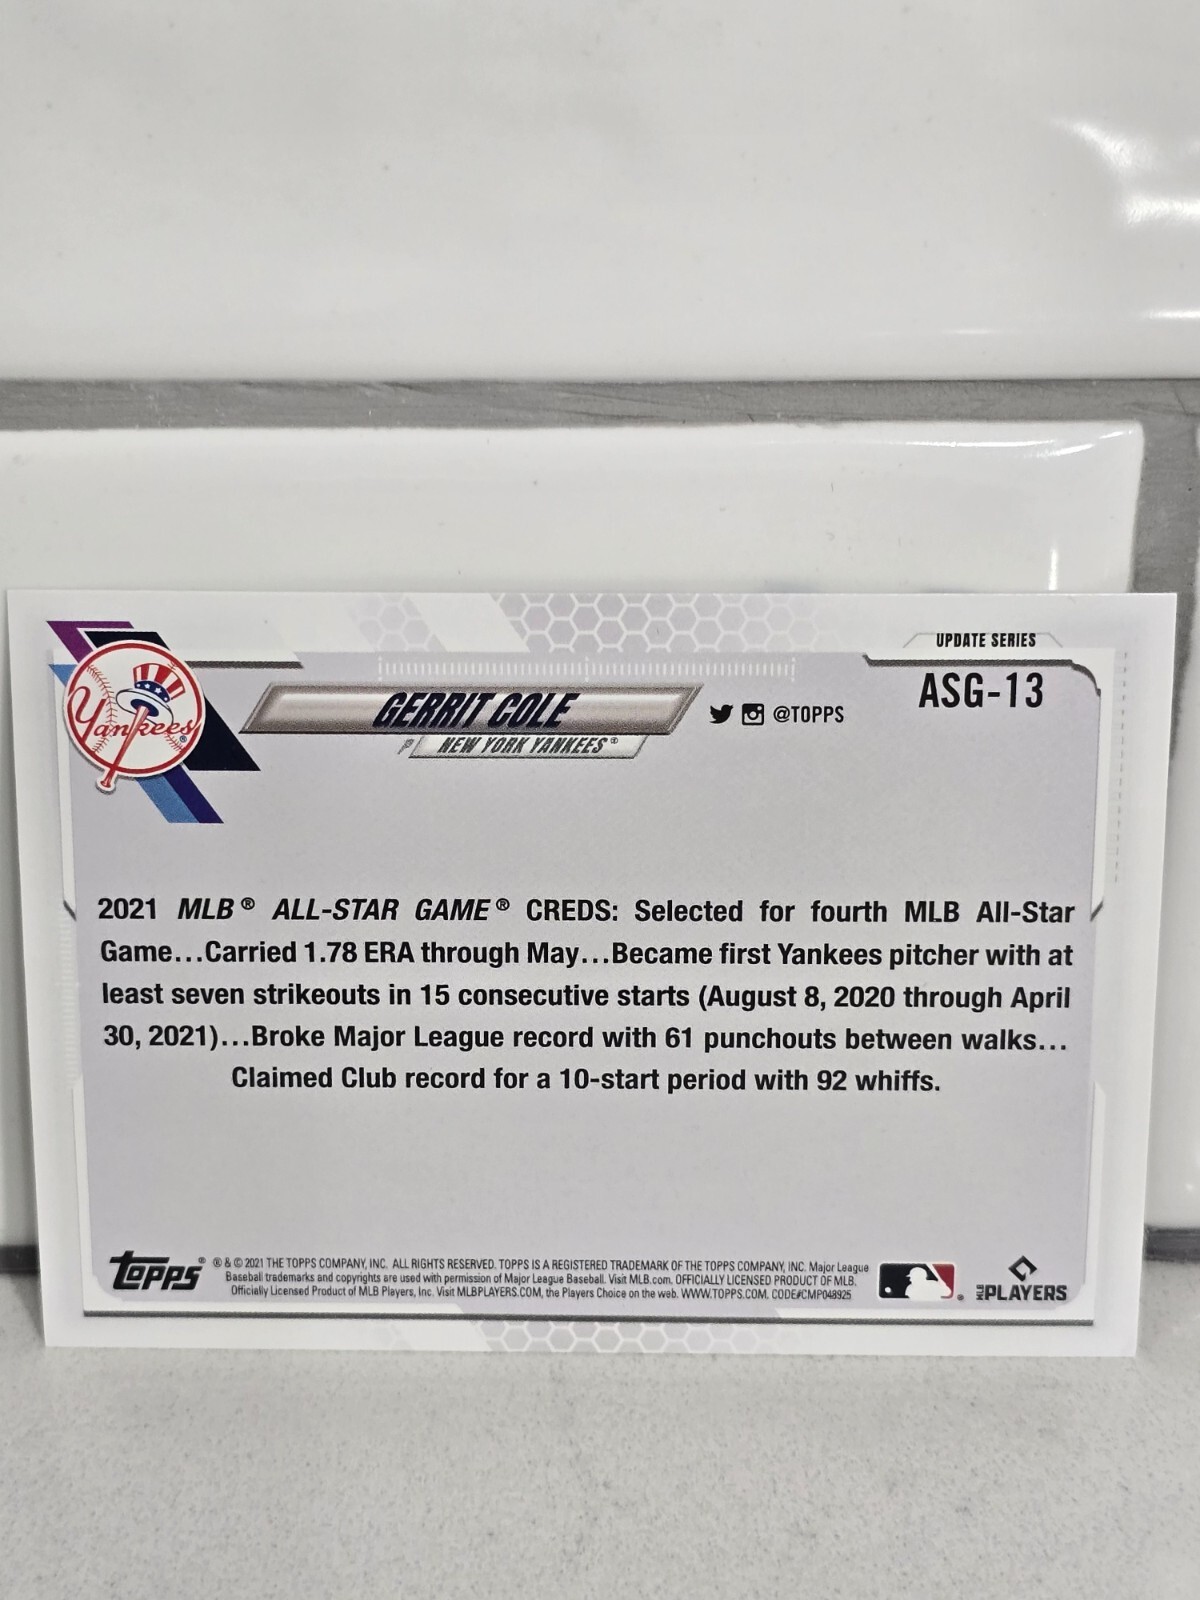 UPDATE SERIES
ASG-13
Yankees®
GERRIT COLE
@TOPPS
P NEW YORK YANKEES®
2021 MLB® ALL-STAR GAME® CREDS: Selected for fourth MLB All-Star
Game...Carried 1.78 ERA through May...Became first Yankees pitcher with at
least seven strikeouts in 15 consecutive starts (August 8, 2020 through April
30, 2021)...Broke Major League record with 61 punchouts between walks...
Claimed Club record for a 10-start period with 92 whiffs.
Topps®
® & © 2021 THE TOPPS COMPANY, INC. ALL RIGHTS RESERVED. TOPPS IS A REGISTERED TRADEMARK OF THE TOPPS COMPANY, INC. Major League
Baseball trademarks and copyrights are used with permission of Major League Baseball. Visit MLB.com. OFFICIALLY LICENSED PRODUCT OF MLB.
Officially Licensed Product of MLB Players, Inc. Visit MLBPLAYERS.COM, the Players Choice on the web. WWW.TOPPS.COM. CODE#CMP048925
MLB PLAYERS